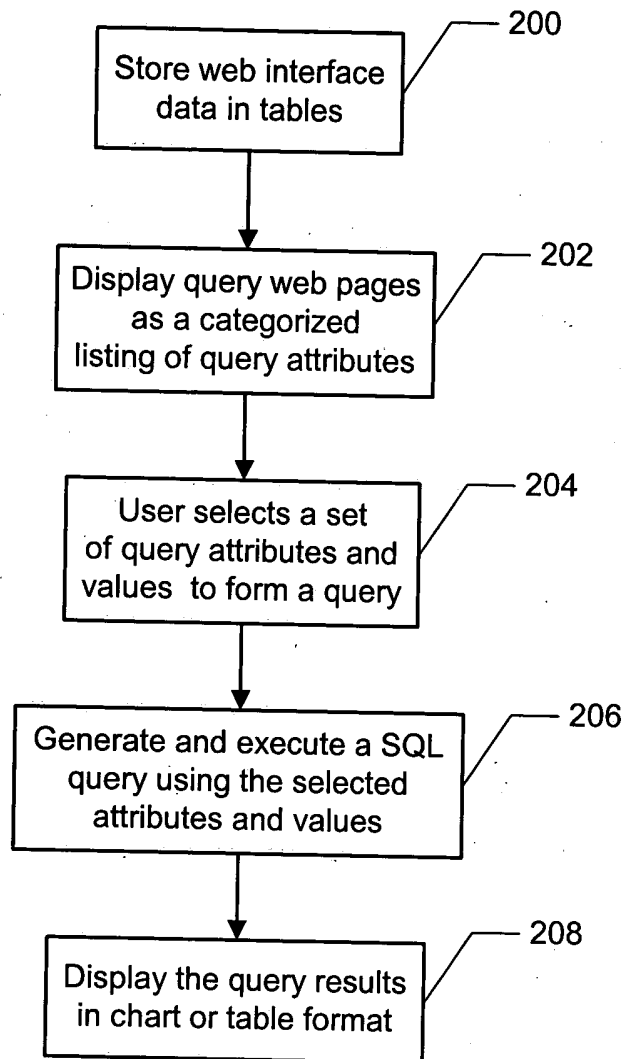 200
Store web interface
data in tables
202
Display query web pages
as a categorized
listing of query attributes
204
User selects a set
of query attributes and
values to form a query
206
Generate and execute a SQL
query using the selected
attributes and values
208
Display the query results
in chart or table format